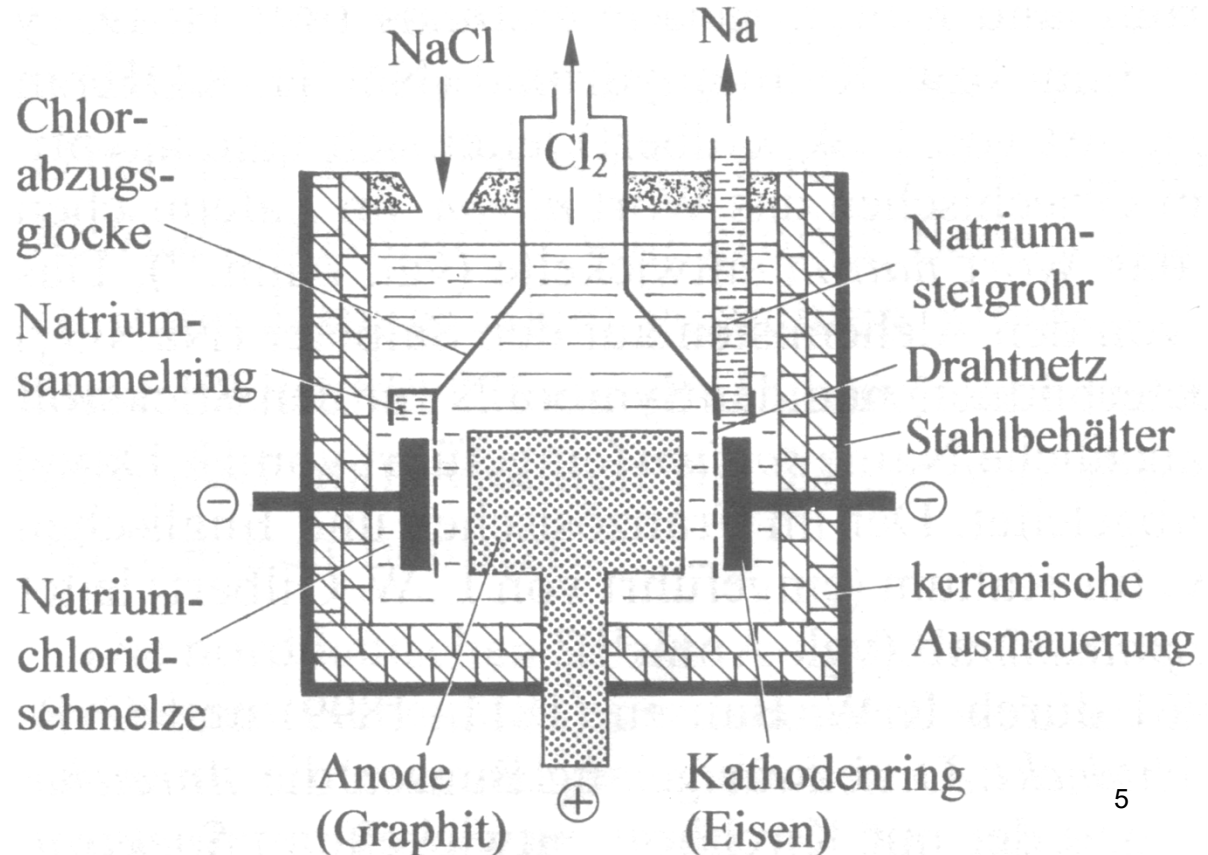 NaCl
Na
Cl₂
Chlor-
abzugs-
glocke
Natrium-
sammelring
Natrium-
chlorid-
schmelze
Natrium-
steigrohr
Drahtnetz
Stahlbehälter
keramische
Ausmauerung
Anode
(Graphit)
Kathodenring
(Eisen)
⊖
⊖
⊕
5